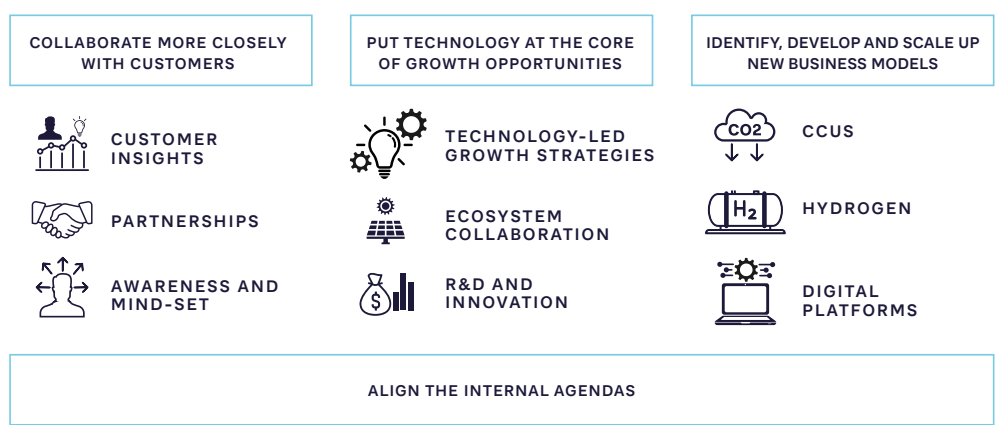 COLLABORATE MORE CLOSELY
WITH CUSTOMERS
CUSTOMER
INSIGHTS
PARTNERSHIPS
AWARENESS AND
MIND-SET
PUT TECHNOLOGY AT THE CORE
OF GROWTH OPPORTUNITIES
TECHNOLOGY-LED
GROWTH STRATEGIES
ECOSYSTEM
COLLABORATION
$
R&D AND
INNOVATION
IDENTIFY, DEVELOP AND SCALE UP
NEW BUSINESS MODELS
CO2
CCUS
H2
HYDROGEN
DIGITAL
PLATFORMS
ALIGN THE INTERNAL AGENDAS